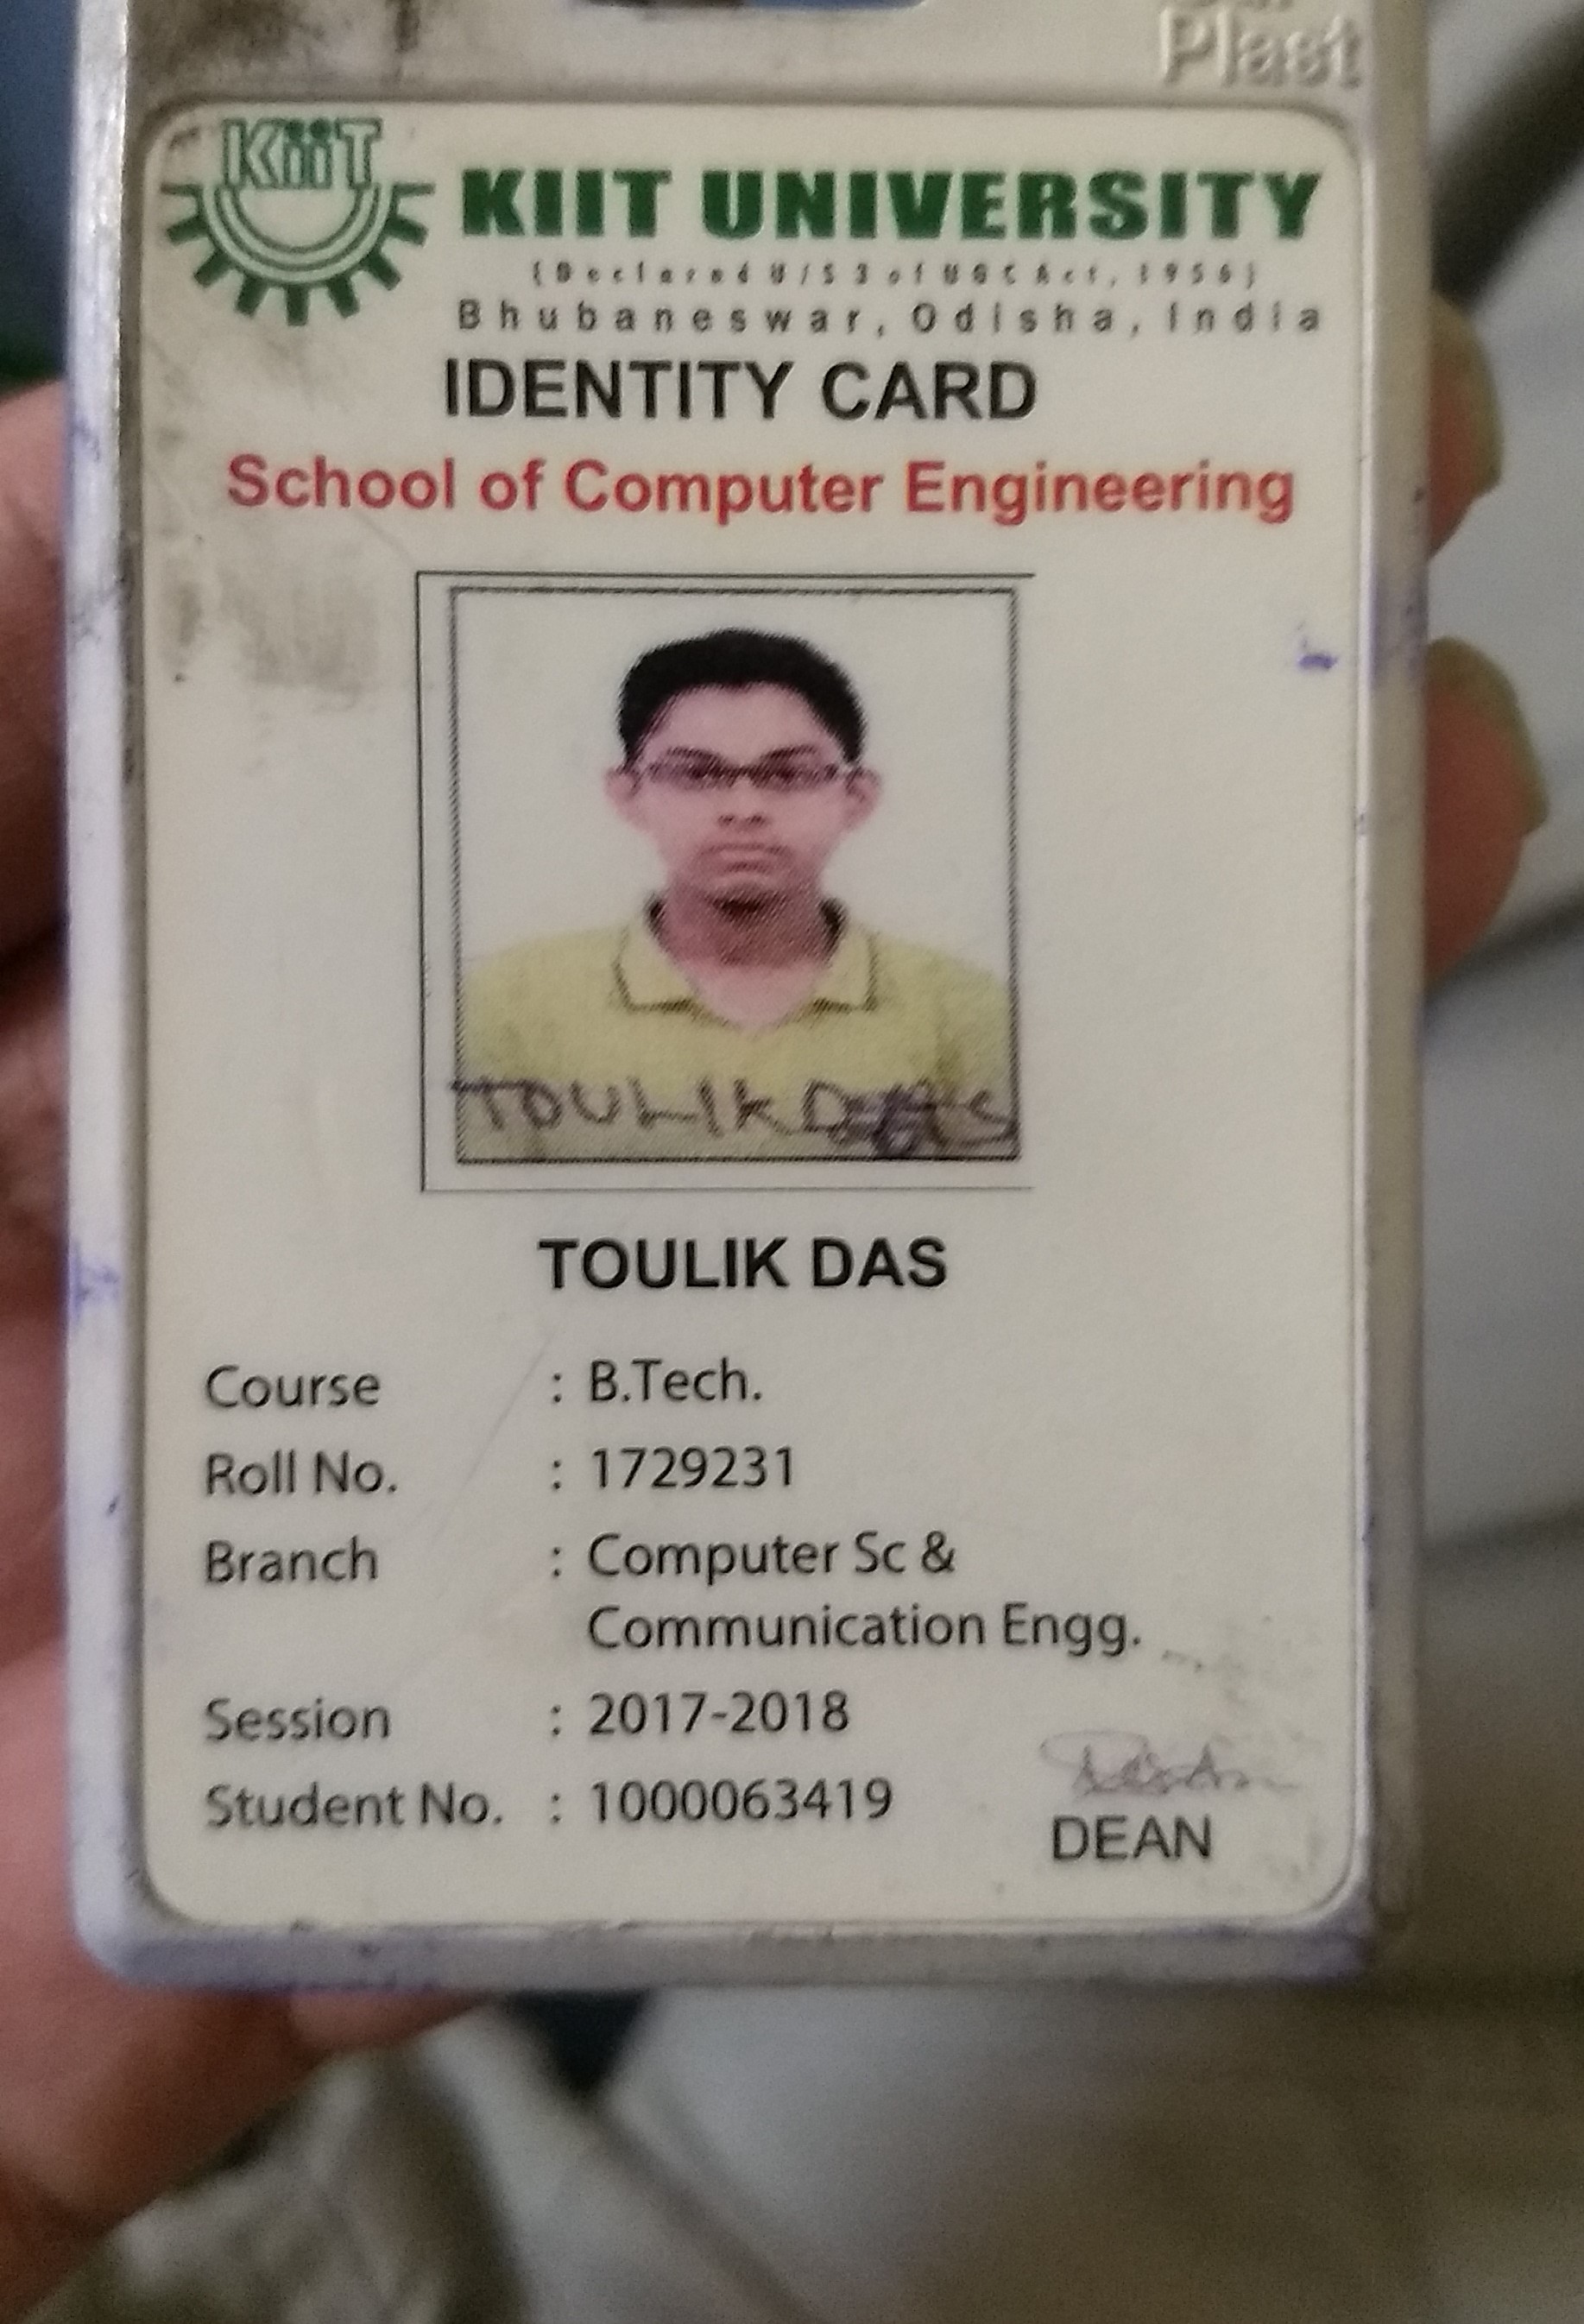 Plast
KiiT
KIIT UNIVERSITY
(Declared U/S 3 of UGC Act, 1956)
Bhubaneswar, Odisha, India
IDENTITY CARD
School of Computer Engineering
TOULIK DAS
TOULIK DAS
Course : B.Tech.
Roll No. : 1729231
Branch : Computer Sc &
Communication Engg.
Session : 2017-2018
Student No. : 1000063419
DEAN